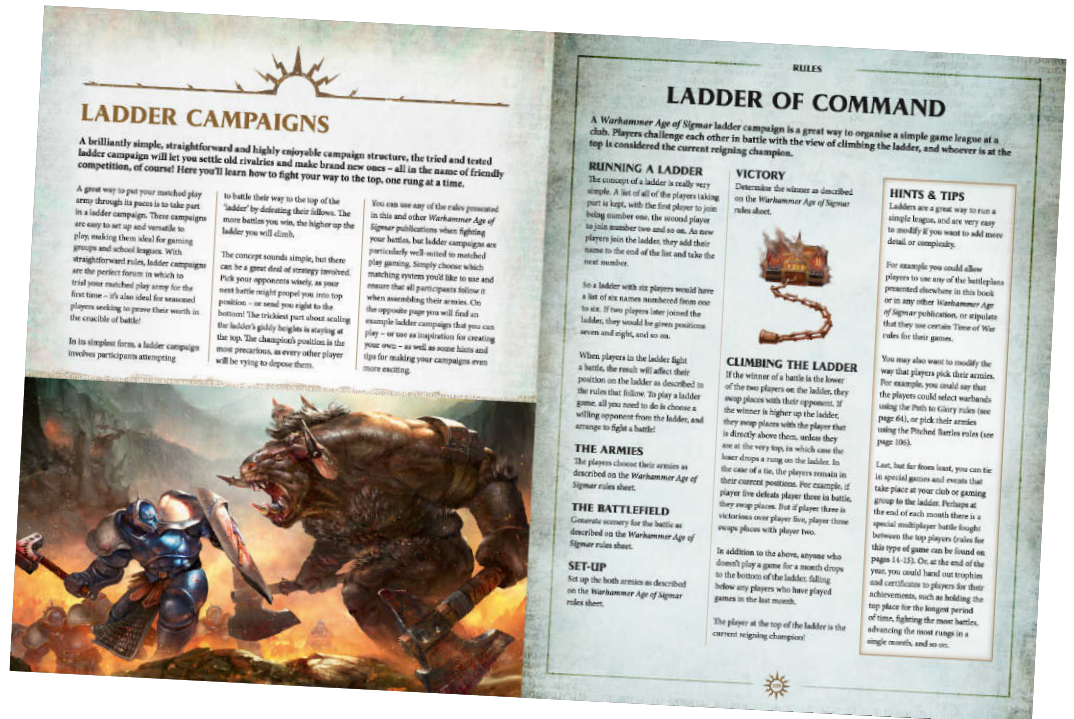 LADDER CAMPAIGNS
A brilliantly simple, straightforward and highly enjoyable campaign structure, the tried and tested
ladder campaign will let you settle old rivalries and make brand new ones – all in the name of friendly
competition, of course! Here you'll learn how to fight your way to the top, one rung at a time.
A great way to put your matched play
army through its paces is to take part
in a ladder campaign. These campaigns
are easy to set up and versatile to
play, making them ideal for gaming
groups and school leagues. With
straightforward rules, ladder campaigns
are the perfect forum in which to
trial your matched play army for the
first time – it's also ideal for seasoned
players seeking to prove their worth in
the crucible of battle!
In its simplest form, a ladder campaign
involves participants attempting
to battle their way to the top of the
'ladder' by defeating their fellows. The
more battles you win, the higher up the
ladder you will climb.
The concept sounds simple, but there
can be a great deal of strategy involved.
Pick your opponents wisely, as your
next battle might propel you into top
position – or send you right to the
bottom! The trickiest part about scaling
the ladder's giddy heights is staying at
the top. The champion's position is the
most precarious, as every other player
will be vying to depose them.
You can use any of the rules presented
in this and other Warhammer Age of
Sigmar publications when fighting
your battles, but ladder campaigns are
particularly well-suited to matched
play gaming. Simply choose which
matching system you'd like to use and
ensure that all participants follow it
when assembling their armies. On
the opposite page you will find an
example ladder campaign that you can
play – or use as inspiration for creating
your own – as well as some hints and
tips for making your campaigns even
more exciting.
RULES
LADDER OF COMMAND
A Warhammer Age of Sigmar ladder campaign is a great way to organise a simple game league at a
club. Players challenge each other in battle with the view of climbing the ladder, and whoever is at the
top is considered the current reigning champion.
RUNNING A LADDER
The concept of a ladder is really very
simple. A list of all of the players taking
part is kept, with the first player to join
being number one, the second player
to join number two and so on. As new
players join the ladder, they add their
name to the end of the list and take the
next number.
So a ladder with six players would have
a list of six names numbered from one
to six. If two players later joined the
ladder, they would be given positions
seven and eight, and so on.
When players in the ladder fight
a battle, the result will affect their
position on the ladder as described in
the rules that follow. To play a ladder
game, all you need to do is choose a
willing opponent from the ladder, and
arrange to fight a battle!
THE ARMIES
The players choose their armies as
described on the Warhammer Age of
Sigmar rules sheet.
THE BATTLEFIELD
Generate scenery for the battle as
described on the Warhammer Age of
Sigmar rules sheet.
SET-UP
Set up the both armies as described
on the Warhammer Age of Sigmar
rules sheet.
VICTORY
Determine the winner as described
on the Warhammer Age of Sigmar
rules sheet.
CLIMBING THE LADDER
If the winner of a battle is the lower
of the two players on the ladder, they
swap places with their opponent. If
the winner is higher up the ladder,
they swap places with the player that
is directly above them, unless they
are at the very top, in which case the
loser drops a rung on the ladder. In
the case of a tie, the players remain in
their current positions. For example, if
player five defeats player three in battle,
they swap places. But if player three is
victorious over player five, player three
swaps places with player two.
In addition to the above, anyone who
doesn't play a game for a month drops
to the bottom of the ladder, falling
below any players who have played
games in the last month.
The player at the top of the ladder is the
current reigning champion!
HINTS & TIPS
Ladders are a great way to run a
simple league, and are very easy
to modify if you want to add more
detail or complexity.
For example you could allow
players to use any of the battleplans
presented elsewhere in this book
or in any other Warhammer Age
of Sigmar publication, or stipulate
that they use certain Time of War
rules for their games.
You may also want to modify the
way that players pick their armies.
For example, you could say that
the players could select warbands
using the Path to Glory rules (see
page 64), or pick their armies
using the Pitched Battles rules (see
page 106).
Last, but far from least, you can tie
in special games and events that
take place at your club or gaming
group to the ladder. Perhaps at
the end of each month there is a
special multiplayer battle fought
between the top players (rules for
this type of game can be found on
pages 14-15). Or, at the end of the
year, you could hand out trophies
and certificates to players for their
achievements, such as holding the
top place for the longest period
of time, fighting the most battles,
advancing the most rungs in a
single month, and so on.